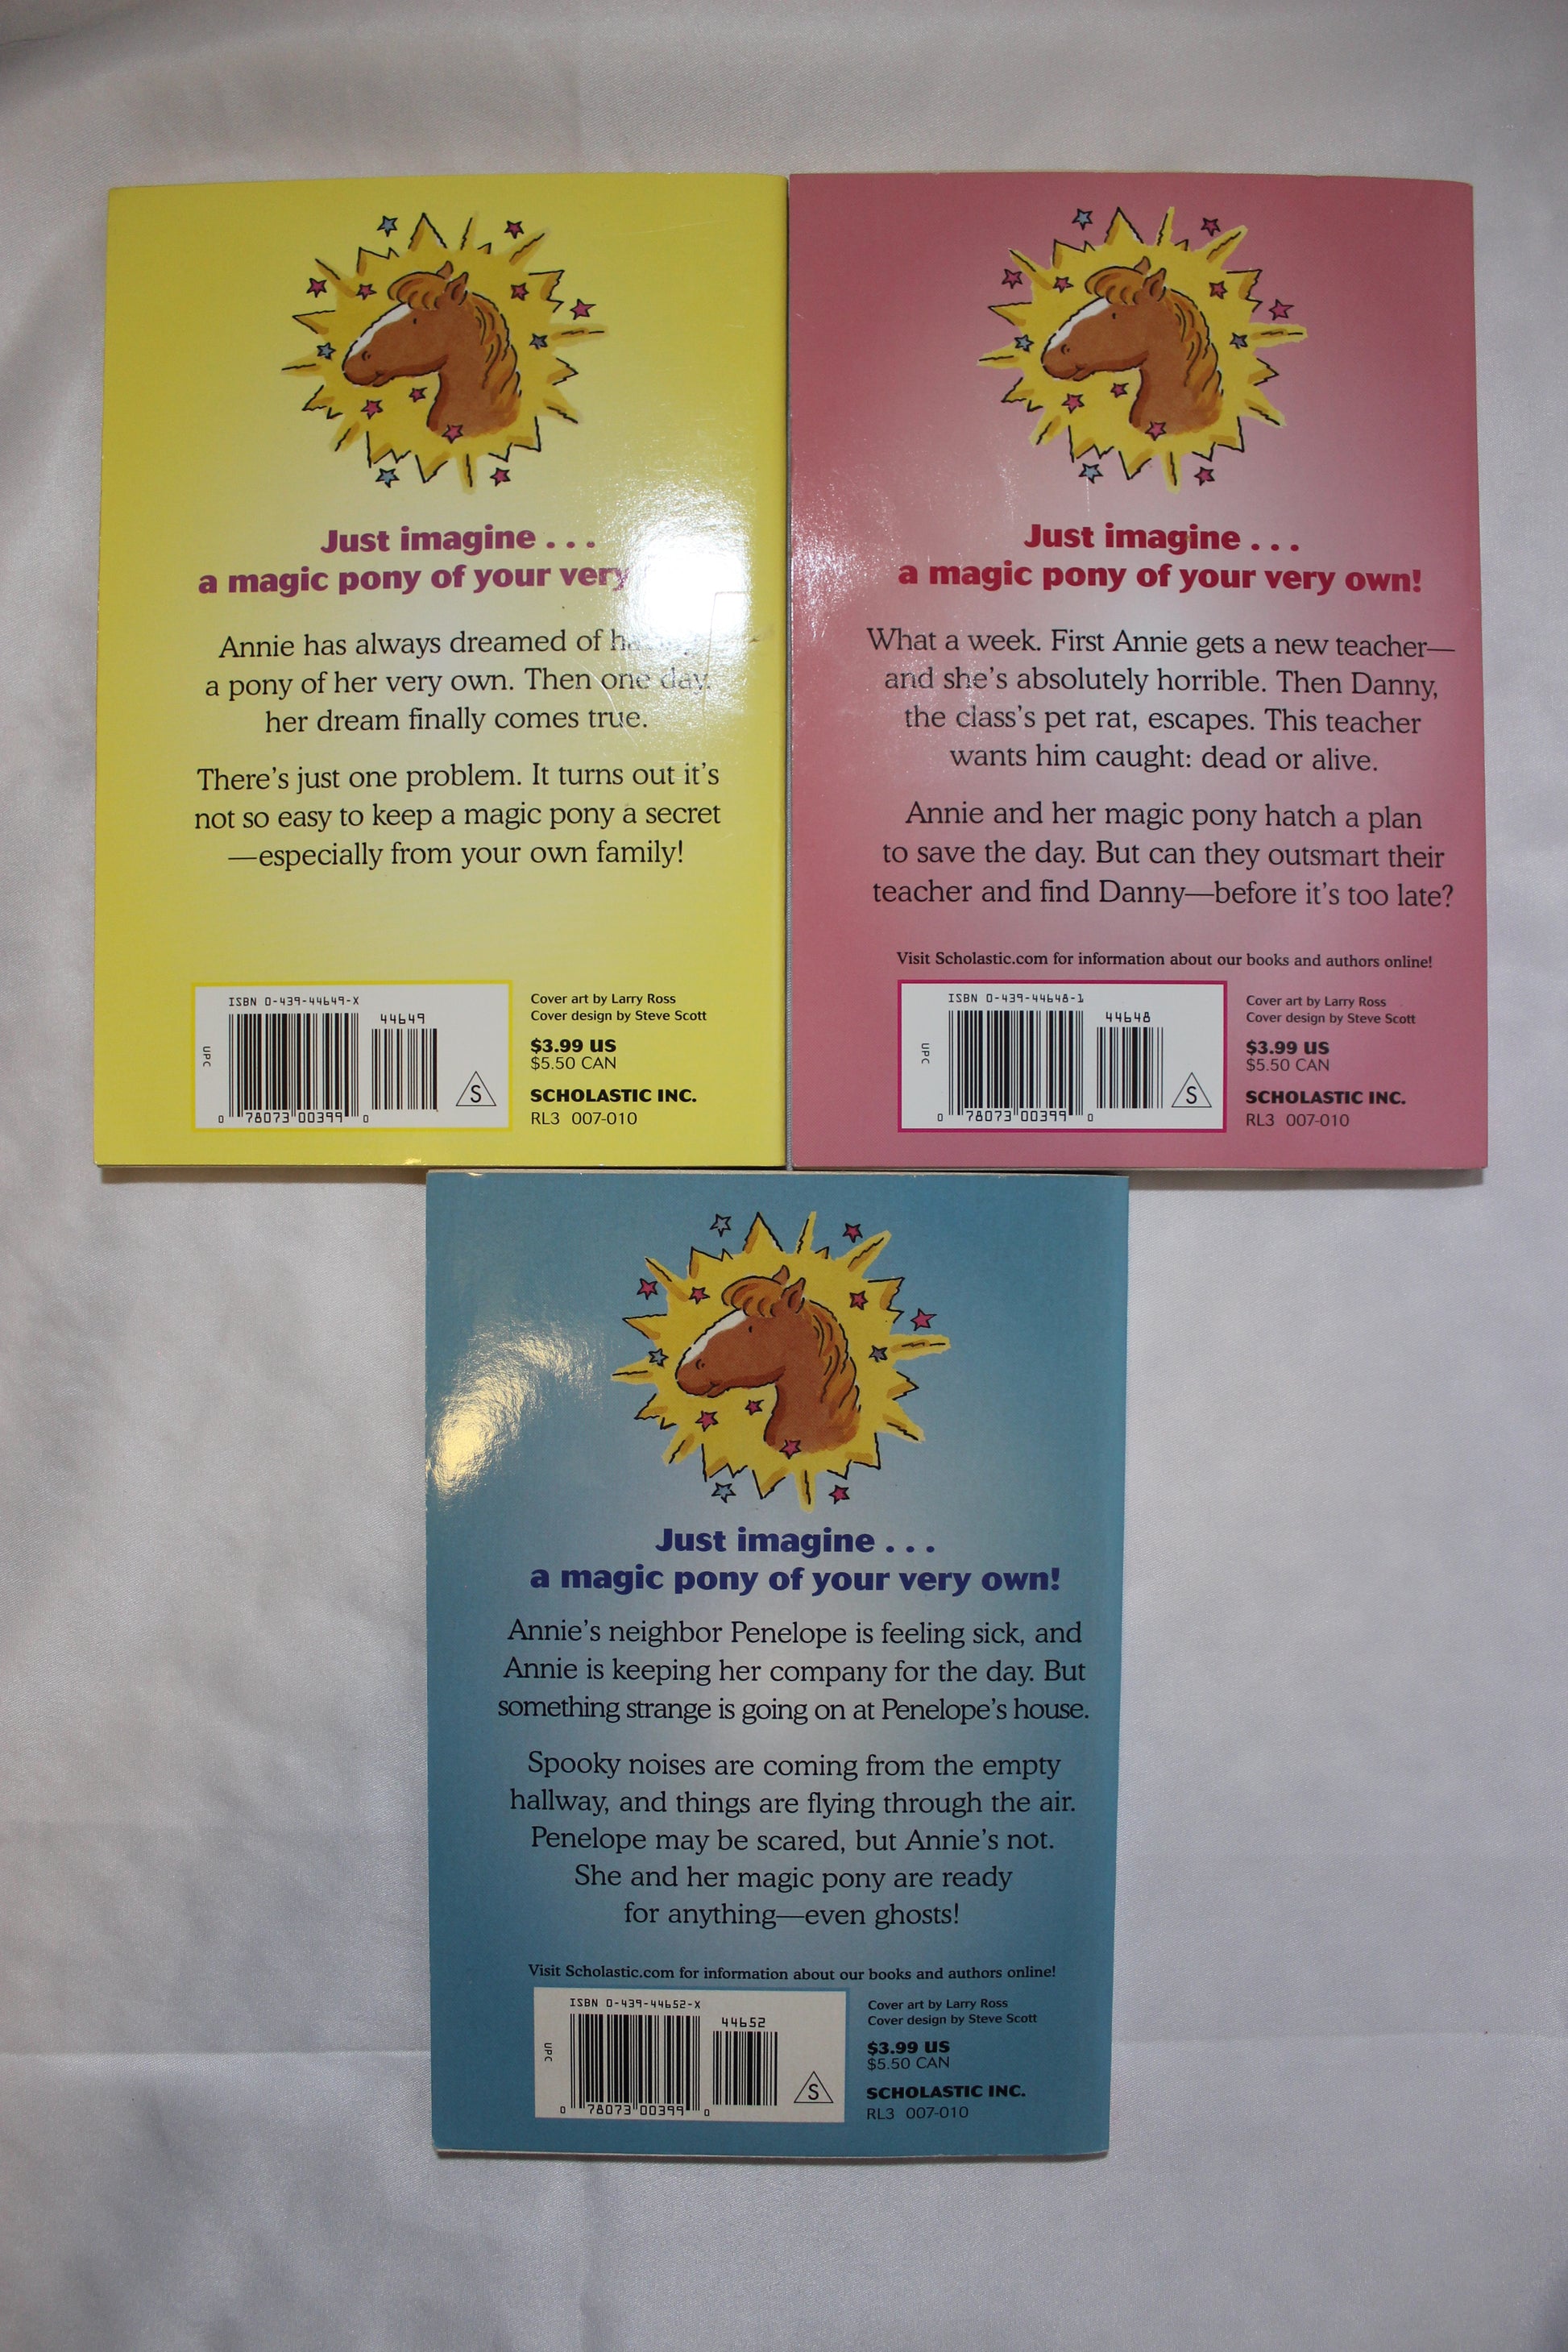 Just imagine . . .
a magic pony of your very
Annie has always dreamed of
a pony of her very own. Then one day,
her dream finally comes true.
There's just one problem. It turns out it's
not so easy to keep a magic pony a secret
—especially from your own family!
ISBN 0-439-44649-X
44649
UPC
0 78073 00399 0
S
Cover art by Larry Ross
Cover design by Steve Scott
$3.99 US
$5.50 CAN
SCHOLASTIC INC.
RL3 007-010
Just imagine . . .
a magic pony of your very own!
What a week. First Annie gets a new teacher—
and she's absolutely horrible. Then Danny,
the class's pet rat, escapes. This teacher
wants him caught: dead or alive.
Annie and her magic pony hatch a plan
to save the day. But can they outsmart their
teacher and find Danny—before it's too late?
Visit Scholastic.com for information about our books and authors online!
ISBN 0-439-44648-1
44648
UPC
0 78073 00399 0
S
Cover art by Larry Ross
Cover design by Steve Scott
$3.99 US
$5.50 CAN
SCHOLASTIC INC.
RL3 007-010
Just imagine . . .
a magic pony of your very own!
Annie's neighbor Penelope is feeling sick, and
Annie is keeping her company for the day. But
something strange is going on at Penelope's house.
Spooky noises are coming from the empty
hallway, and things are flying through the air.
Penelope may be scared, but Annie's not.
She and her magic pony are ready
for anything—even ghosts!
Visit Scholastic.com for information about our books and authors online!
ISBN 0-439-44652-X
44652
UPC
0 78073 00399 0
S
Cover art by Larry Ross
Cover design by Steve Scott
$3.99 US
$5.50 CAN
SCHOLASTIC INC.
RL3 007-010